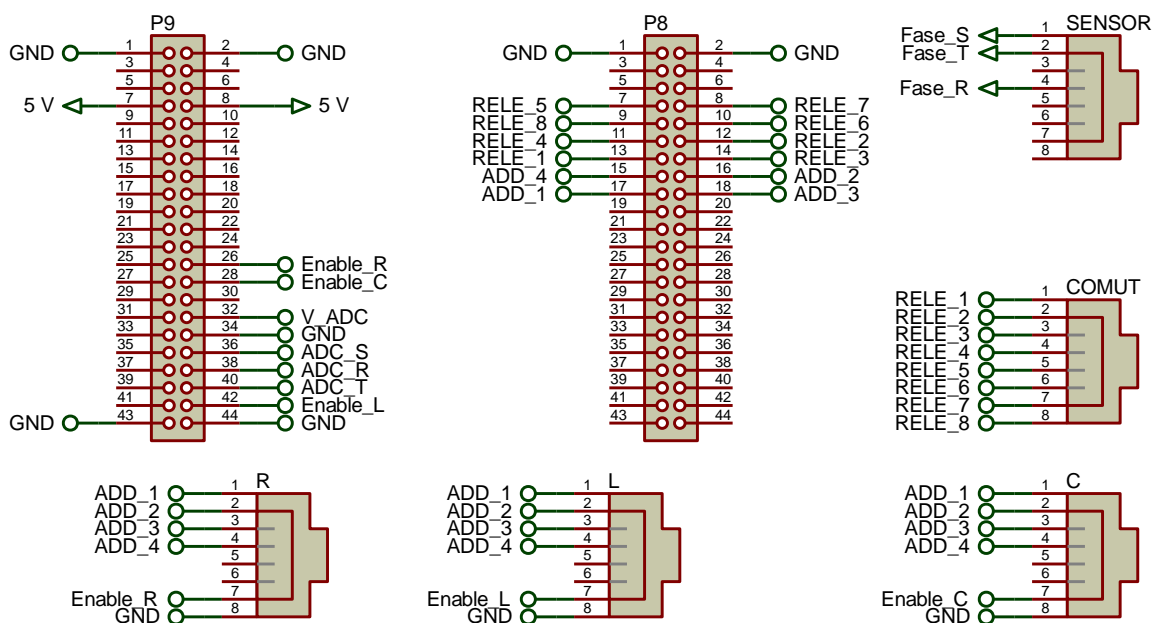 P9
GND 1 2 GND
3 4
5 6
5 V 7 8 5 V
9 10
11 12
13 14
15 16
17 18
19 20
21 22
23 24
25 26 Enable_R
27 28 Enable_C
29 30
31 32 V_ADC
33 34 GND
35 36 ADC_S
37 38 ADC_R
39 40 ADC_T
41 42 Enable_L
GND 43 44 GND
P8
GND 1 2 GND
3 4
5 6
RELE_5 7 8 RELE_7
RELE_8 9 10 RELE_6
RELE_4 11 12 RELE_2
RELE_1 13 14 RELE_3
ADD_4 15 16 ADD_2
ADD_1 17 18 ADD_3
19 20
21 22
23 24
25 26
27 28
29 30
31 32
33 34
35 36
37 38
39 40
41 42
43 44
SENSOR
Fase_S 1
Fase_T 2
3
Fase_R 4
5
6
7
8
COMUT
RELE_1 1
RELE_2 2
RELE_3 3
RELE_4 4
RELE_5 5
RELE_6 6
RELE_7 7
RELE_8 8
R
ADD_1 1
ADD_2 2
ADD_3 3
ADD_4 4
5
6
Enable_R 7
GND 8
L
ADD_1 1
ADD_2 2
ADD_3 3
ADD_4 4
5
6
Enable_L 7
GND 8
C
ADD_1 1
ADD_2 2
ADD_3 3
ADD_4 4
5
6
Enable_C 7
GND 8